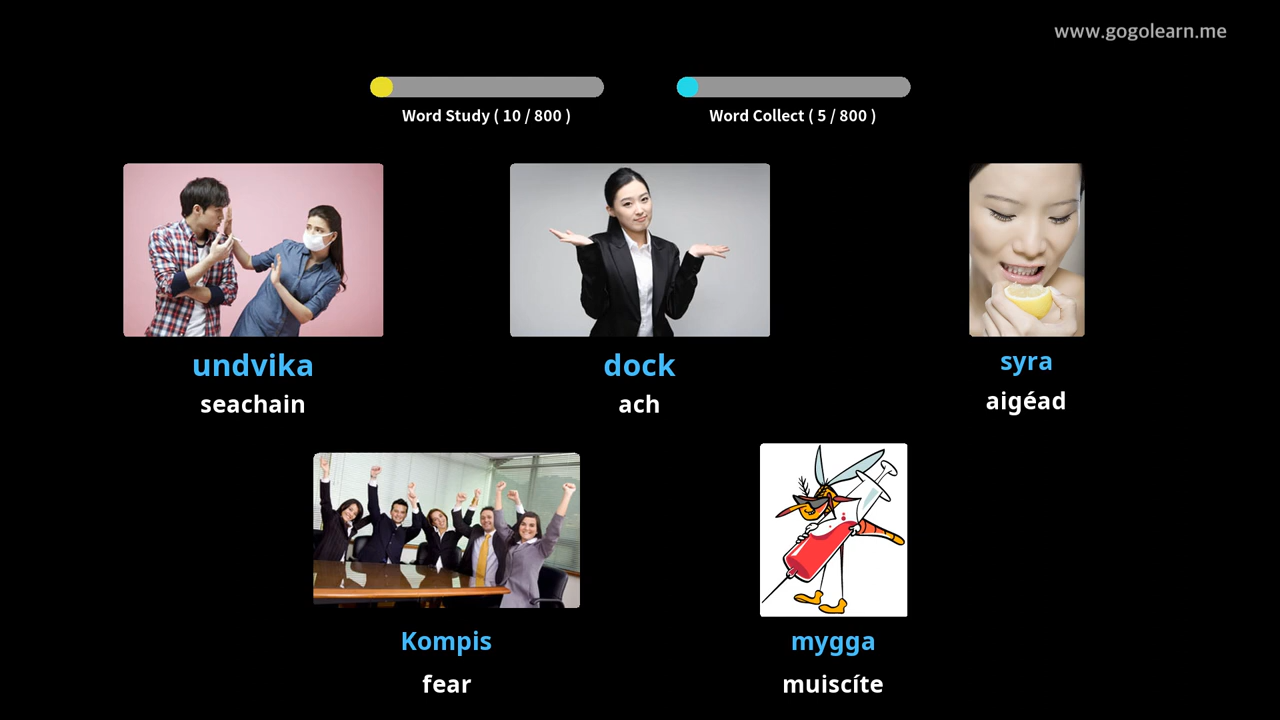 www.gogolearn.me
Word Study ( 10 / 800 )
Word Collect ( 5 / 800 )
undvika
seachain
dock
ach
syra
aigéad
Kompis
fear
mygga
muiscíte